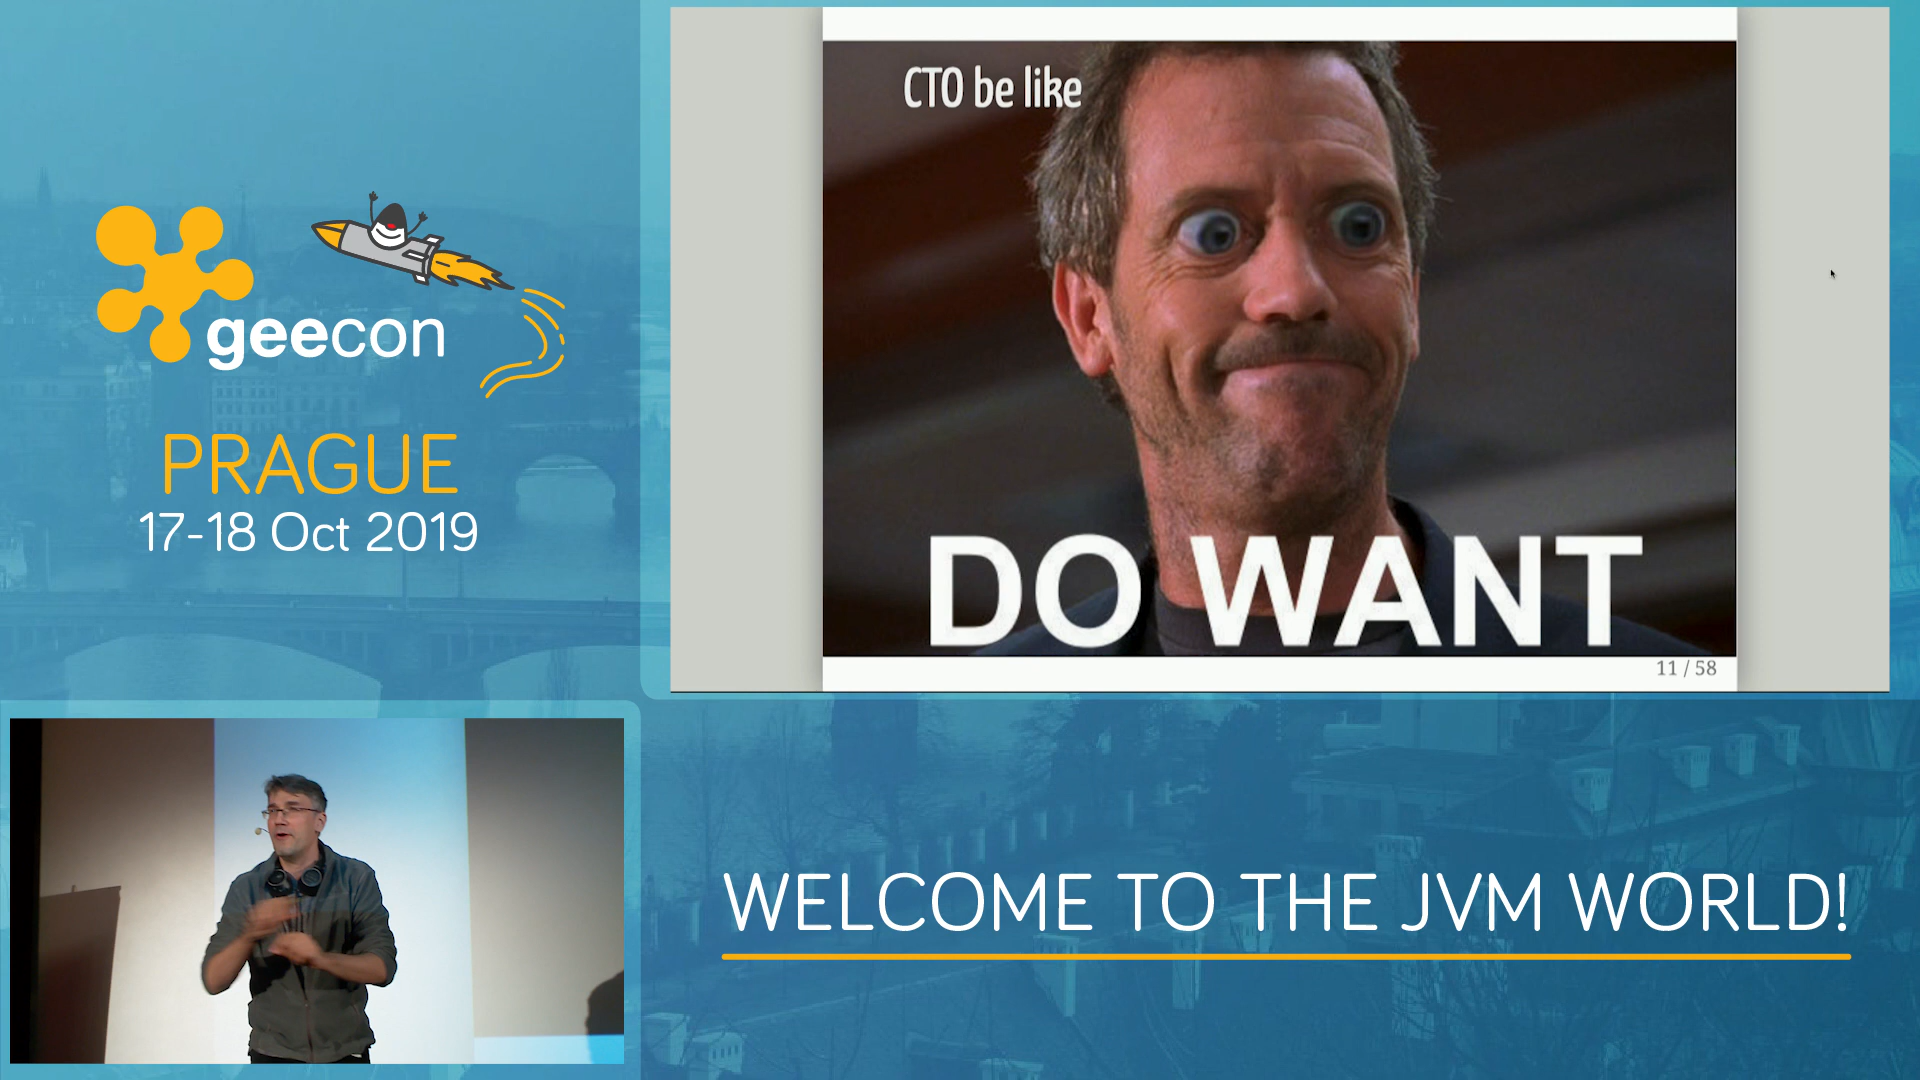 geecon
PRAGUE
17-18 Oct 2019
CTO be like
DO WANT
11 / 58
WELCOME TO THE JVM WORLD!